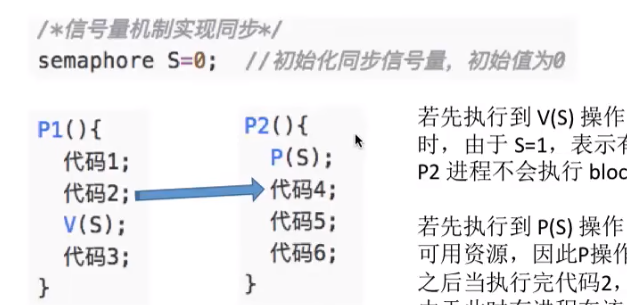 /*信号量机制实现同步*/
semaphore S=0; //初始化同步信号量，初始值为0
P1(){
代码1;
代码2;
V(S);
代码3;
}
P2(){
P(S);
代码4;
代码5;
代码6;
}
若先执行到 V(S) 操作
时，由于 S=1，表示有
P2 进程不会执行 bloc
若先执行到 P(S) 操作
可用资源，因此P操作
之后当执行完代码2，